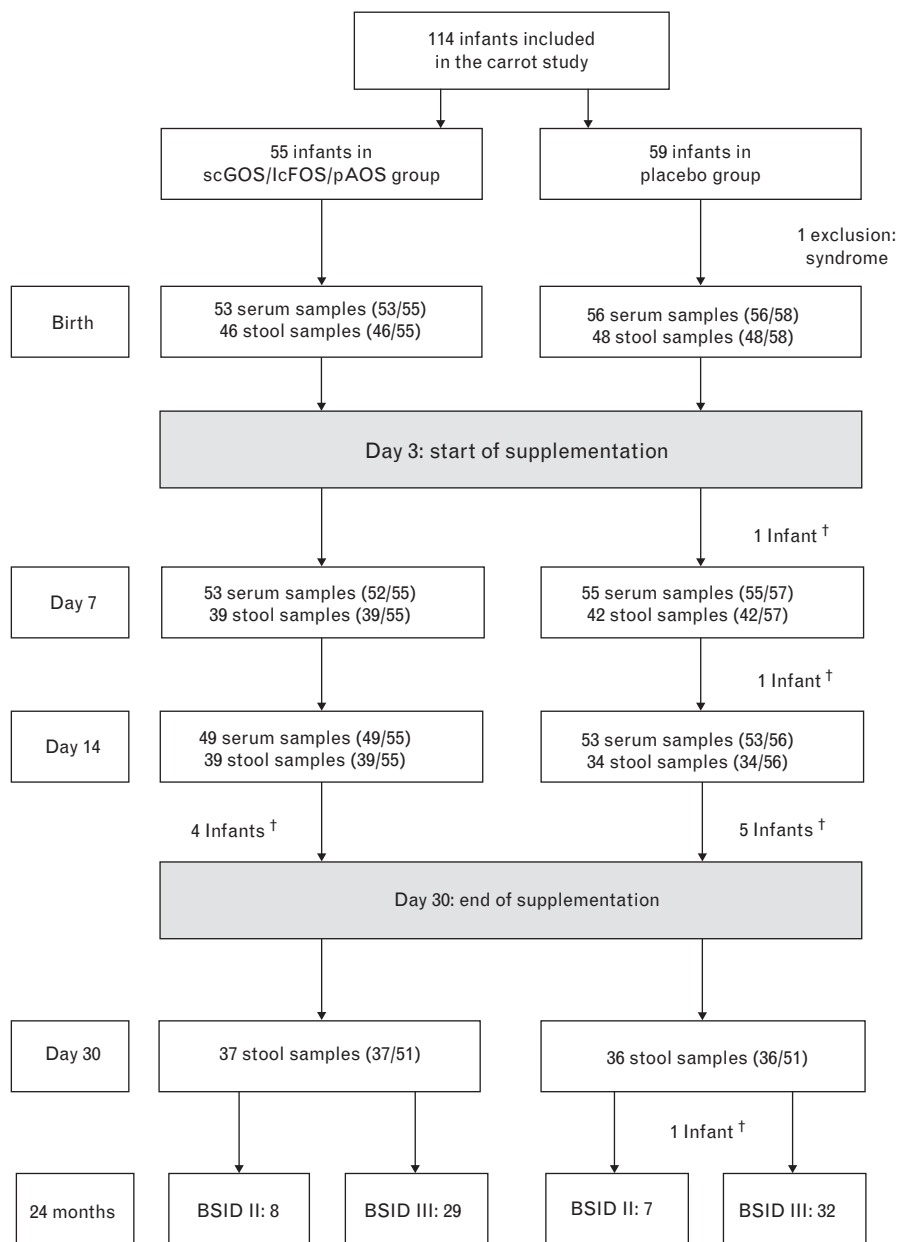 114 infants included
in the carrot study
55 infants in
scGOS/lcFOS/pAOS group
59 infants in
placebo group
1 exclusion:
syndrome
Birth
53 serum samples (53/55)
46 stool samples (46/55)
56 serum samples (56/58)
48 stool samples (48/58)
Day 3: start of supplementation
1 Infant †
Day 7
53 serum samples (52/55)
39 stool samples (39/55)
55 serum samples (55/57)
42 stool samples (42/57)
1 Infant †
Day 14
49 serum samples (49/55)
39 stool samples (39/55)
53 serum samples (53/56)
34 stool samples (34/56)
4 Infants †
5 Infants †
Day 30: end of supplementation
Day 30
37 stool samples (37/51)
36 stool samples (36/51)
1 Infant †
24 months
BSID II: 8
BSID III: 29
BSID II: 7
BSID III: 32